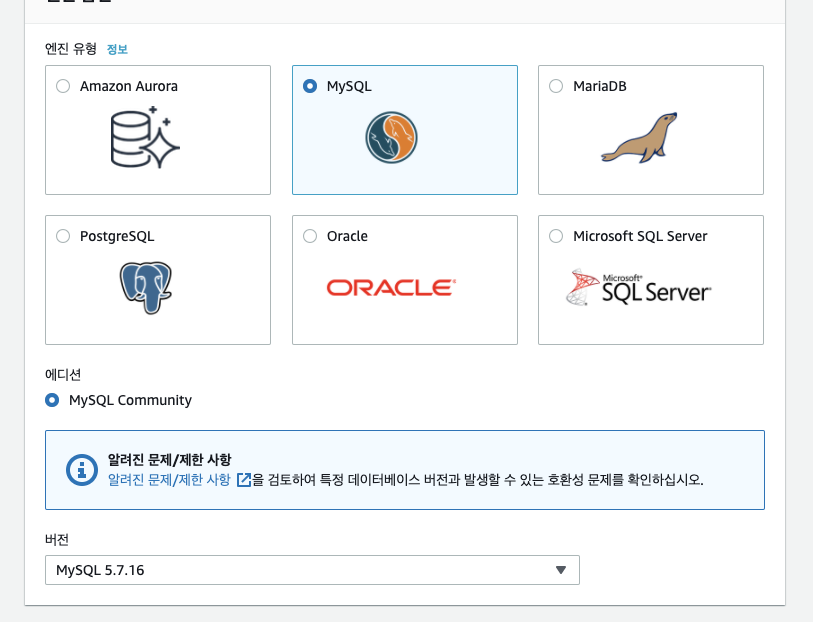 엔진 유형 정보
Amazon Aurora
MySQL
MariaDB
PostgreSQL
Oracle
ORACLE®
Microsoft SQL Server
Microsoft®
SQL Server®
에디션
MySQL Community
알려진 문제/제한 사항
알려진 문제/제한 사항 을 검토하여 특정 데이터베이스 버전과 발생할 수 있는 호환성 문제를 확인하십시오.
버전
MySQL 5.7.16